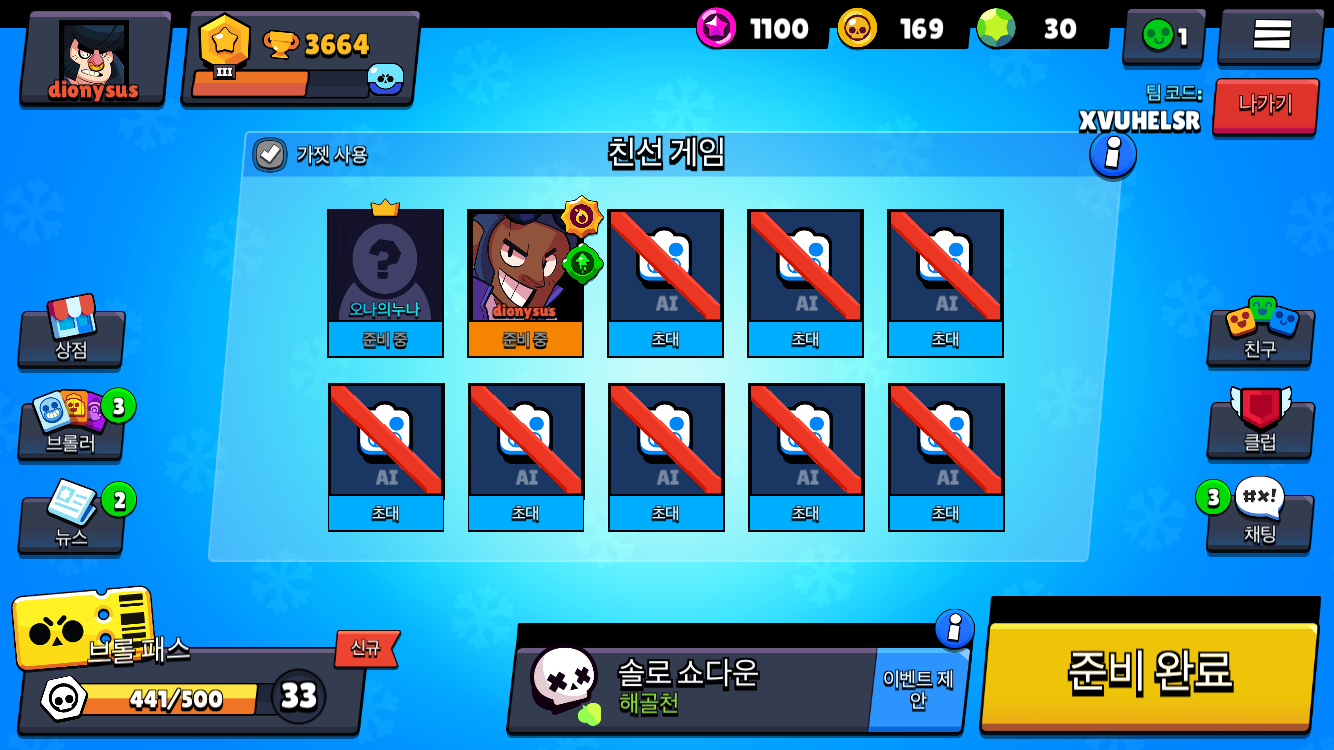 dionysus
III
3664
1100
169
30
1
팀 코드:
XVUHELSR
나가기
가젯 사용
친선 게임
오나의누나
준비 중
dionysus
준비 중
AI
초대
AI
초대
AI
초대
AI
초대
AI
초대
AI
초대
AI
초대
AI
초대
상점
브롤러
3
뉴스
2
친구
클럽
3
#×!
채팅
브롤 패스
신규
441/500
33
솔로 쇼다운
해골천
이벤트 제
안
준비 완료